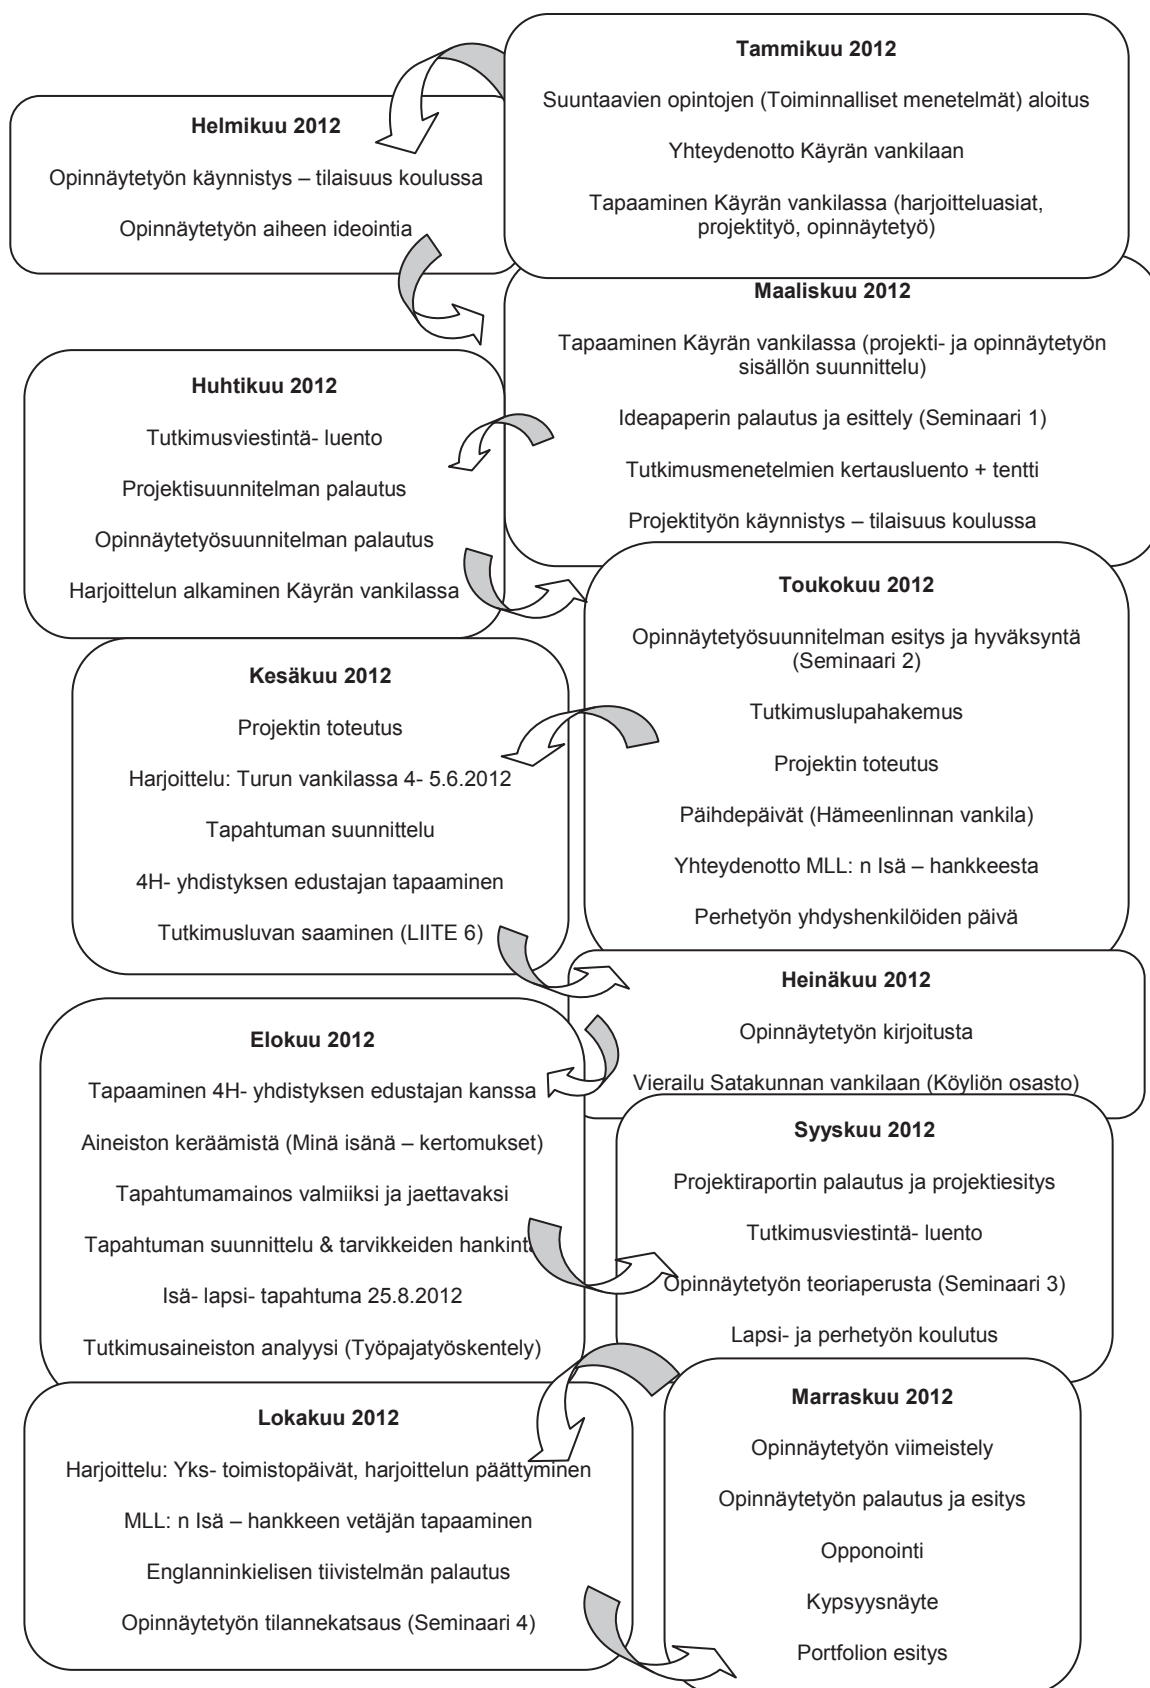 Tammikuu 2012
Suuntaavien opintojen (Toiminnalliset menetelmät) aloitus
Yhteydenotto Käyrän vankilaan
Tapaaminen Käyrän vankilassa (harjoitteluasiat,
projektityö, opinnäytetyö)
Helmikuu 2012
Opinnäytetyön käynnistys – tilaisuus koulussa
Opinnäytetyön aiheen ideointia
Maaliskuu 2012
Tapaaminen Käyrän vankilassa (projekti- ja opinnäytetyön
sisällön suunnittelu)
Ideapaperin palautus ja esittely (Seminaari 1)
Tutkimusmenetelmien kertausluento + tentti
Projektityön käynnistys – tilaisuus koulussa
Huhtikuu 2012
Tutkimusviestintä- luento
Projektisuunnitelman palautus
Opinnäytetyösuunnitelman palautus
Harjoittelun alkaminen Käyrän vankilassa
Toukokuu 2012
Opinnäytetyösuunnitelman esitys ja hyväksyntä
(Seminaari 2)
Tutkimuslupahakemus
Projektin toteutus
Päihdepäivät (Hämeenlinnan vankila)
Yhteydenotto MLL: n Isä – hankkeesta
Perhetyön yhdyshenkilöiden päivä
Kesäkuu 2012
Projektin toteutus
Harjoittelu: Turun vankilassa 4- 5.6.2012
Tapahtuman suunnittelu
4H- yhdistyksen edustajan tapaaminen
Tutkimusluvan saaminen (LIITE 6)
Heinäkuu 2012
Opinnäytetyön kirjoitusta
Vierailu Satakunnan vankilaan (Köyliön osasto)
Elokuu 2012
Tapaaminen 4H- yhdistyksen edustajan kanssa
Aineiston keräämistä (Minä isänä – kertomukset)
Tapahtumamainos valmiiksi ja jaettavaksi
Tapahtuman suunnittelu & tarvikkeiden hankinta
Isä- lapsi- tapahtuma 25.8.2012
Tutkimusaineiston analyysi (Työpajatyöskentely)
Syyskuu 2012
Projektiraportin palautus ja projektiesitys
Tutkimusviestintä- luento
Opinnäytetyön teoriaperusta (Seminaari 3)
Lapsi- ja perhetyön koulutus
Lokakuu 2012
Harjoittelu: Yks- toimistopäivät, harjoittelun päättyminen
MLL: n Isä – hankkeen vetäjän tapaaminen
Englanninkielisen tiivistelmän palautus
Opinnäytetyön tilannekatsaus (Seminaari 4)
Marraskuu 2012
Opinnäytetyön viimeistely
Opinnäytetyön palautus ja esitys
Opponointi
Kypsyysnäyte
Portfolion esitys